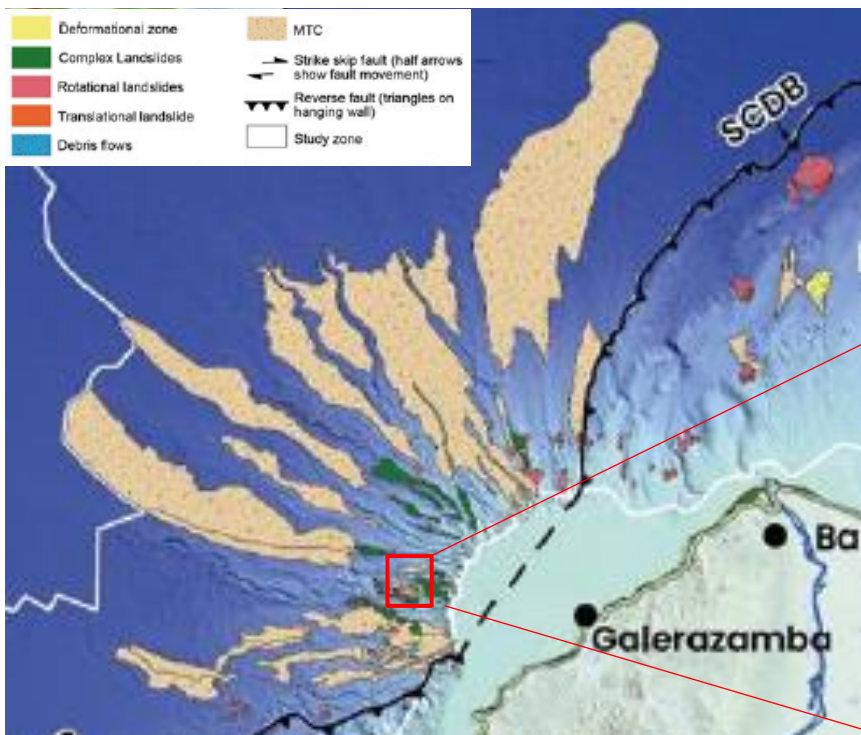 Deformational zone
Complex Landslides
Rotational landslides
Translational landslide
Debris flows
MTC
Strike skip fault (half arrows
show fault movement)
Reverse fault (triangles on
hanging wall)
Study zone
SCDB
Ba
Galerazamba